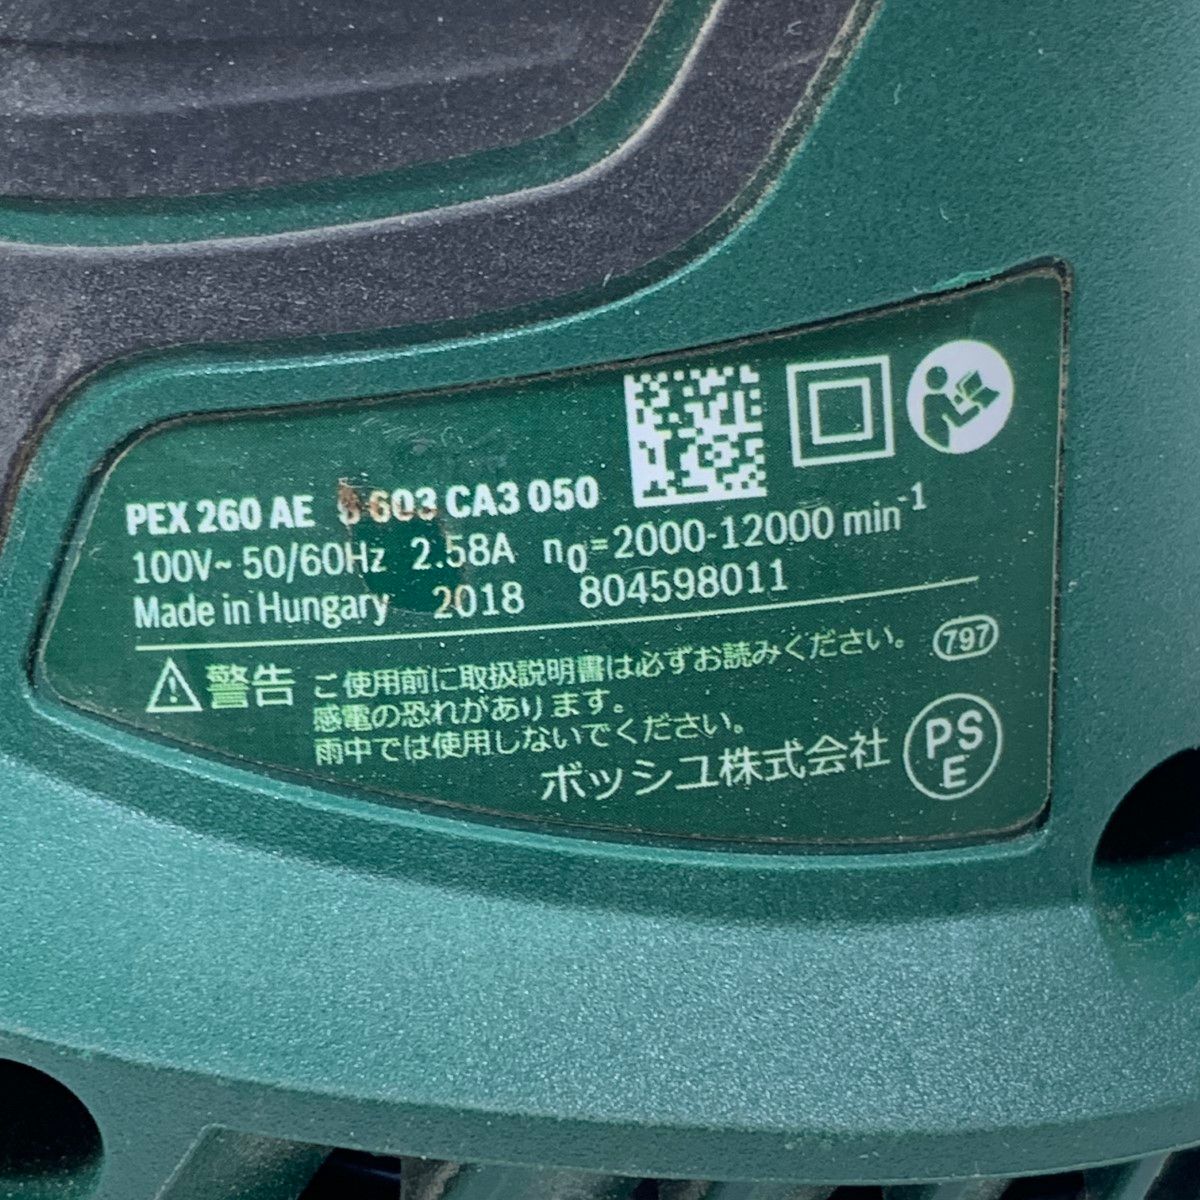 PEX 260 AE 603 CA3 050
100V~ 50/60Hz 2.58A n0=2000-12000 min-1
Made in Hungary 2018 804598011
警告 ご使用前に取扱説明書は必ずお読みください。 797
感電の恐れがあります。
雨中では使用しないでください。
ボッシュ株式会社 PSE